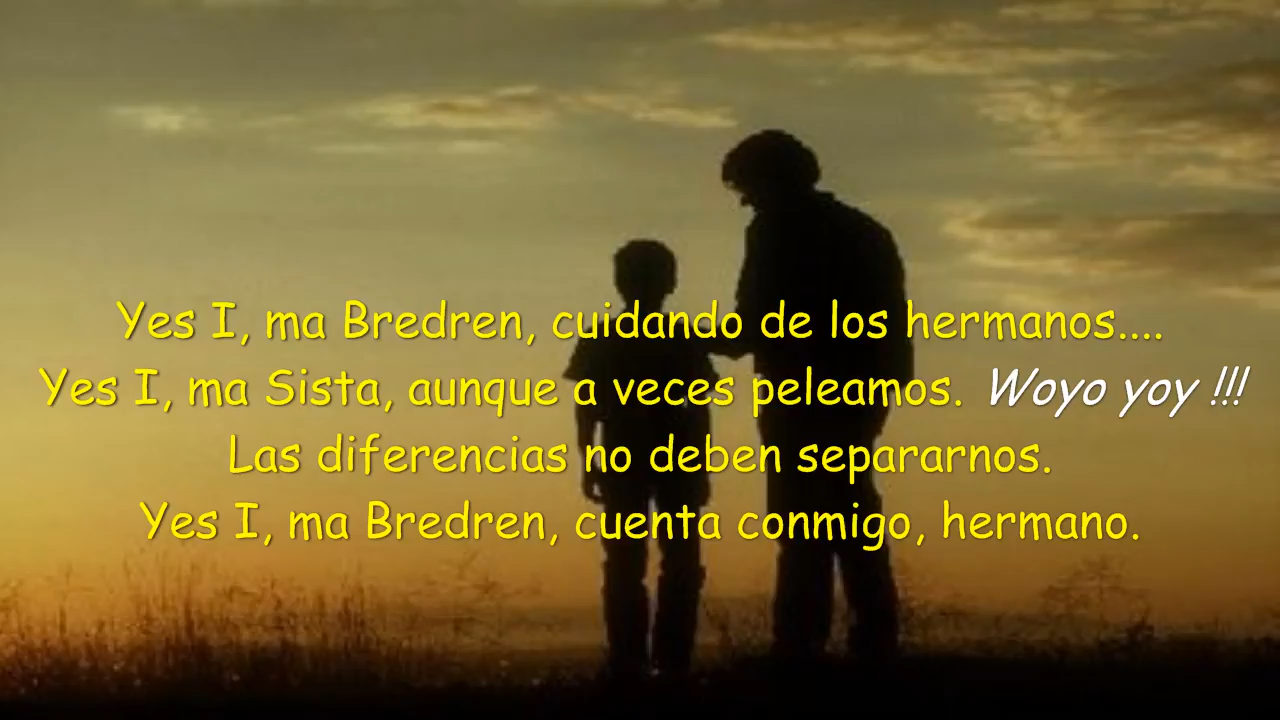 Yes I, ma Bredren, cuidando de los hermanos....
Yes I, ma Sista, aunque a veces peleamos. Woyo yoy !!!
Las diferencias no deben separarnos.
Yes I, ma Bredren, cuenta conmigo, hermano.